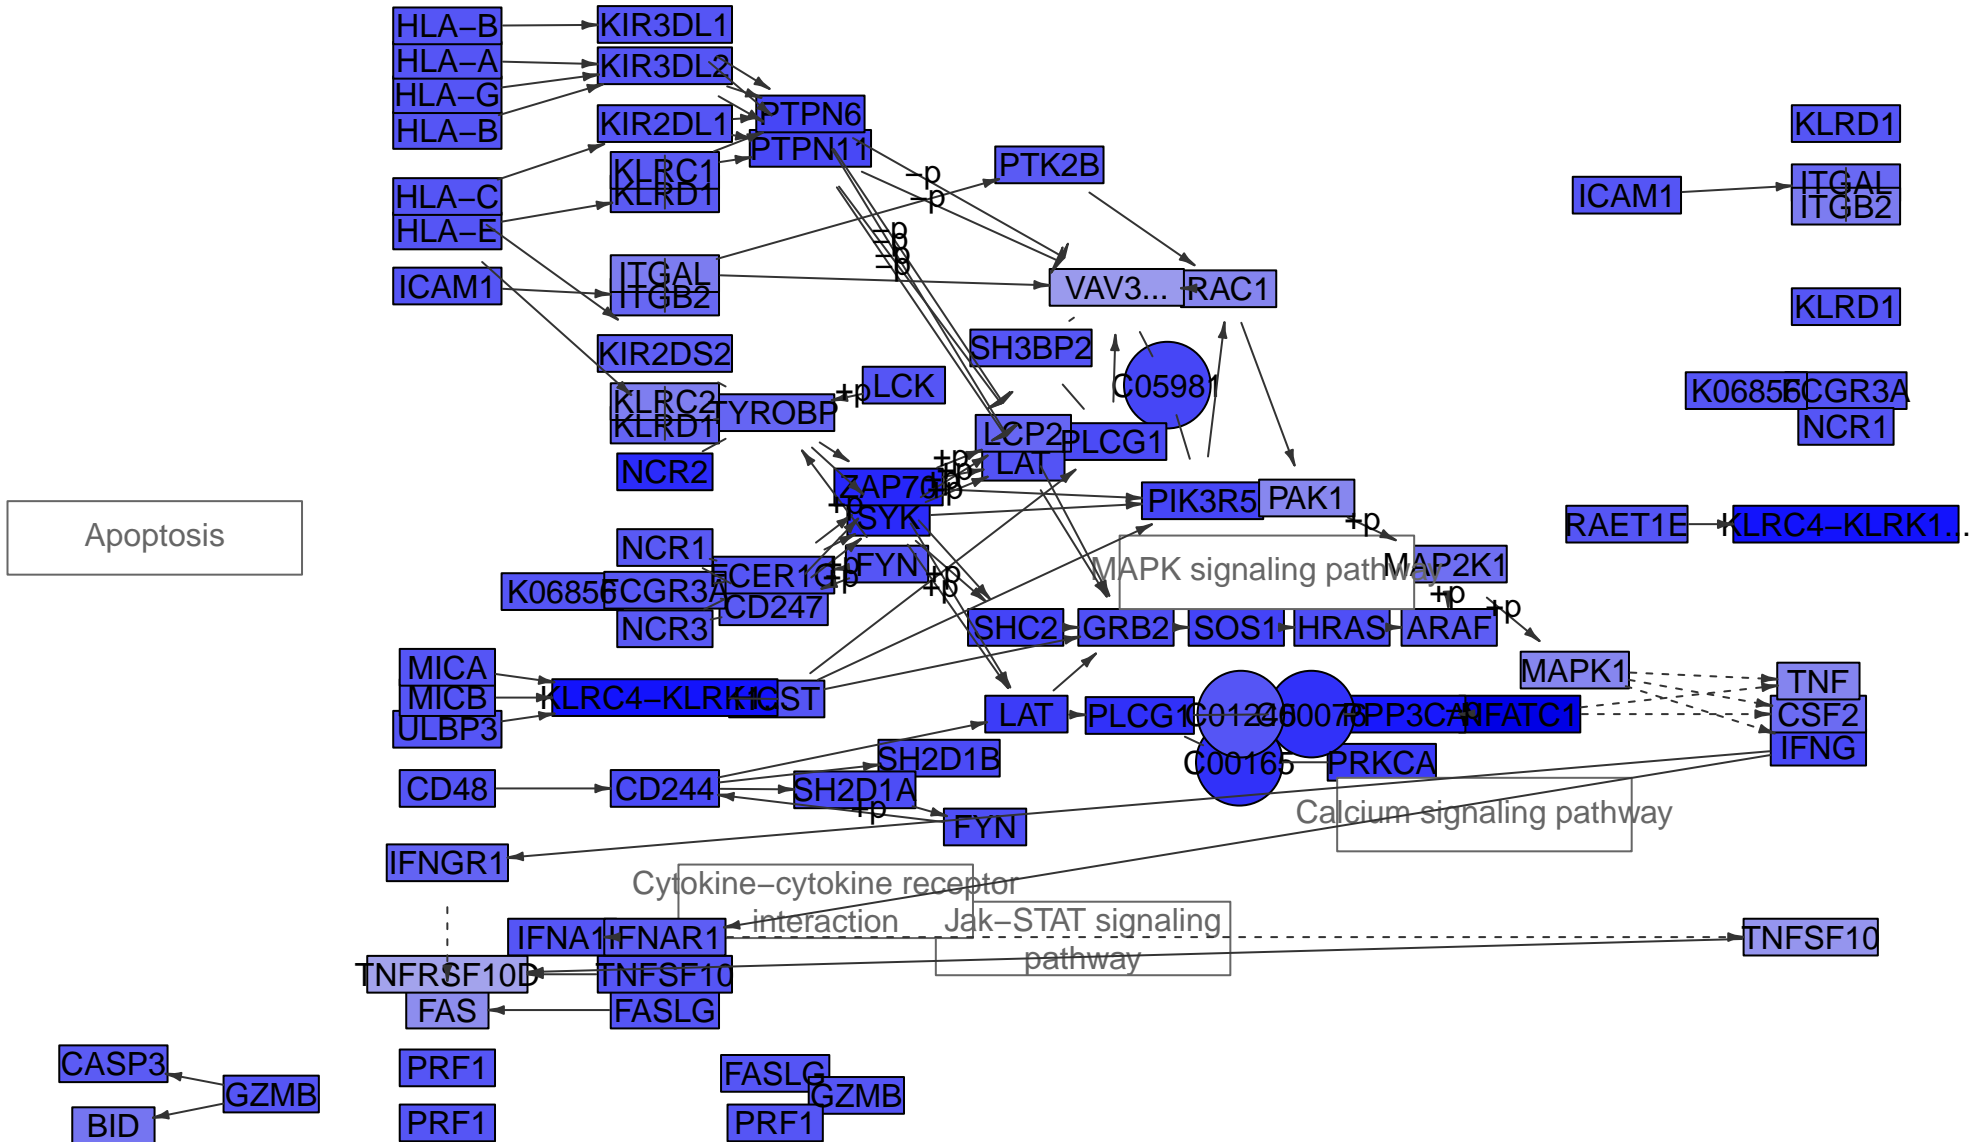 HLA−B
KIR3DL1
HLA−A
KIR3DL2
HLA−G
HLA−B
PTPN6
KIR2DL1
KLRD1
PTPN11
PTK2B
KLRC1
KLRD1
−p
−p
HLA−C
ICAM1
ITGAL
ITGB2
HLA−E
−p
−p
−p
−p
ICAM1
ITGAL
ITGB2
VAV3...
RAC1
KLRD1
KIR2DS2
SH3BP2
C05981
LCK
+p
KLRC2
KLRD1
TYROBP
K06856
FCGR3A
NCR1
LCP2
PLCG1
LAT
NCR2
+p
+p
+p
+p
ZAP70
SYK
+p
PIK3R5
PAK1
+p
RAET1E
KLRC4−KLRK1...
Apoptosis
NCR1
FCER1G
FYN
+p
+p
+p
+p
MAPK signaling pathway
MAP2K1
K06856
FCGR3A
CD247
NCR3
+p
+p
SHC2
GRB2
SOS1
HRAS
ARAF
MICA
MICB
ULBP3
KLRC4−KLRK1...
HCST
MAPK1
TNF
CSF2
IFNG
LAT
PLCG1
C01245
C00076
PPP3CA
NFATC1
C00165
PRKCA
SH2D1B
CD48
CD244
SH2D1A
+p
FYN
Calcium signaling pathway
IFNGR1
Cytokine−cytokine receptor
interaction
Jak−STAT signaling
pathway
IFNA1
IFNAR1
TNFSF10
TNFRSF10D
TNFSF10
FAS
FASLG
CASP3
PRF1
FASLG
GZMB
GZMB
BID
PRF1
PRF1